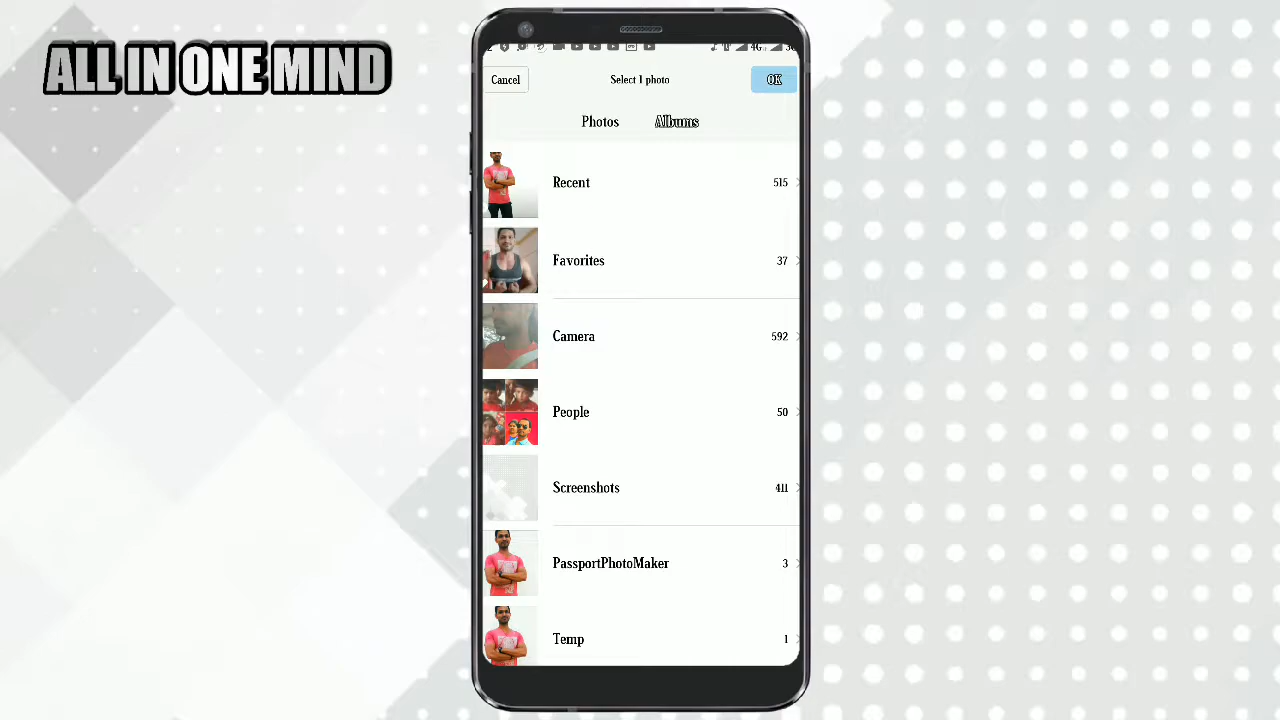 ALL IN ONE MIND
Cancel
Select 1 photo
OK
Photos
Albums
Recent
515
Favorites
37
Camera
592
People
50
Screenshots
411
PassportPhotoMaker
3
Temp
1